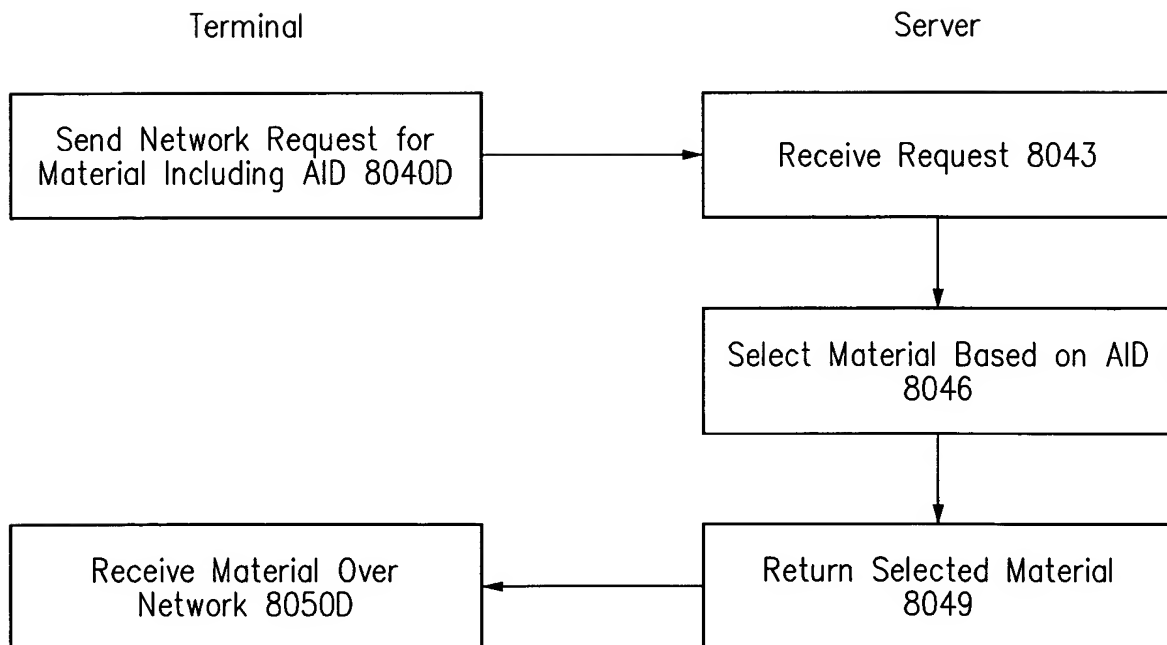 Terminal
Server
Send Network Request for
Material Including AID 8040D
Receive Request 8043
Select Material Based on AID
8046
Return Selected Material
8049
Receive Material Over
Network 8050D